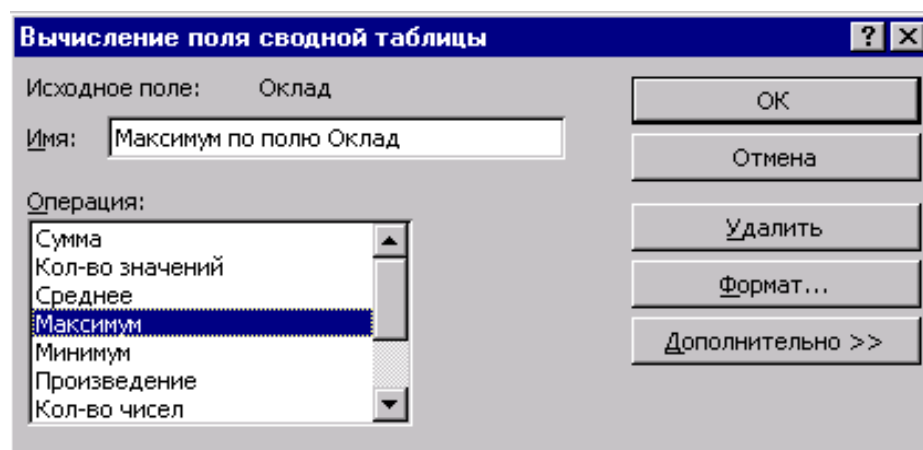 Вычисление поля сводной таблицы ?
Исходное поле: Оклад
Имя: Максимум по полю Оклад
Операция:
Сумма
Кол-во значений
Среднее
Максимум
Минимум
Произведение
Кол-во чисел
ОК
Отмена
Удалить
Формат...
Дополнительно >>